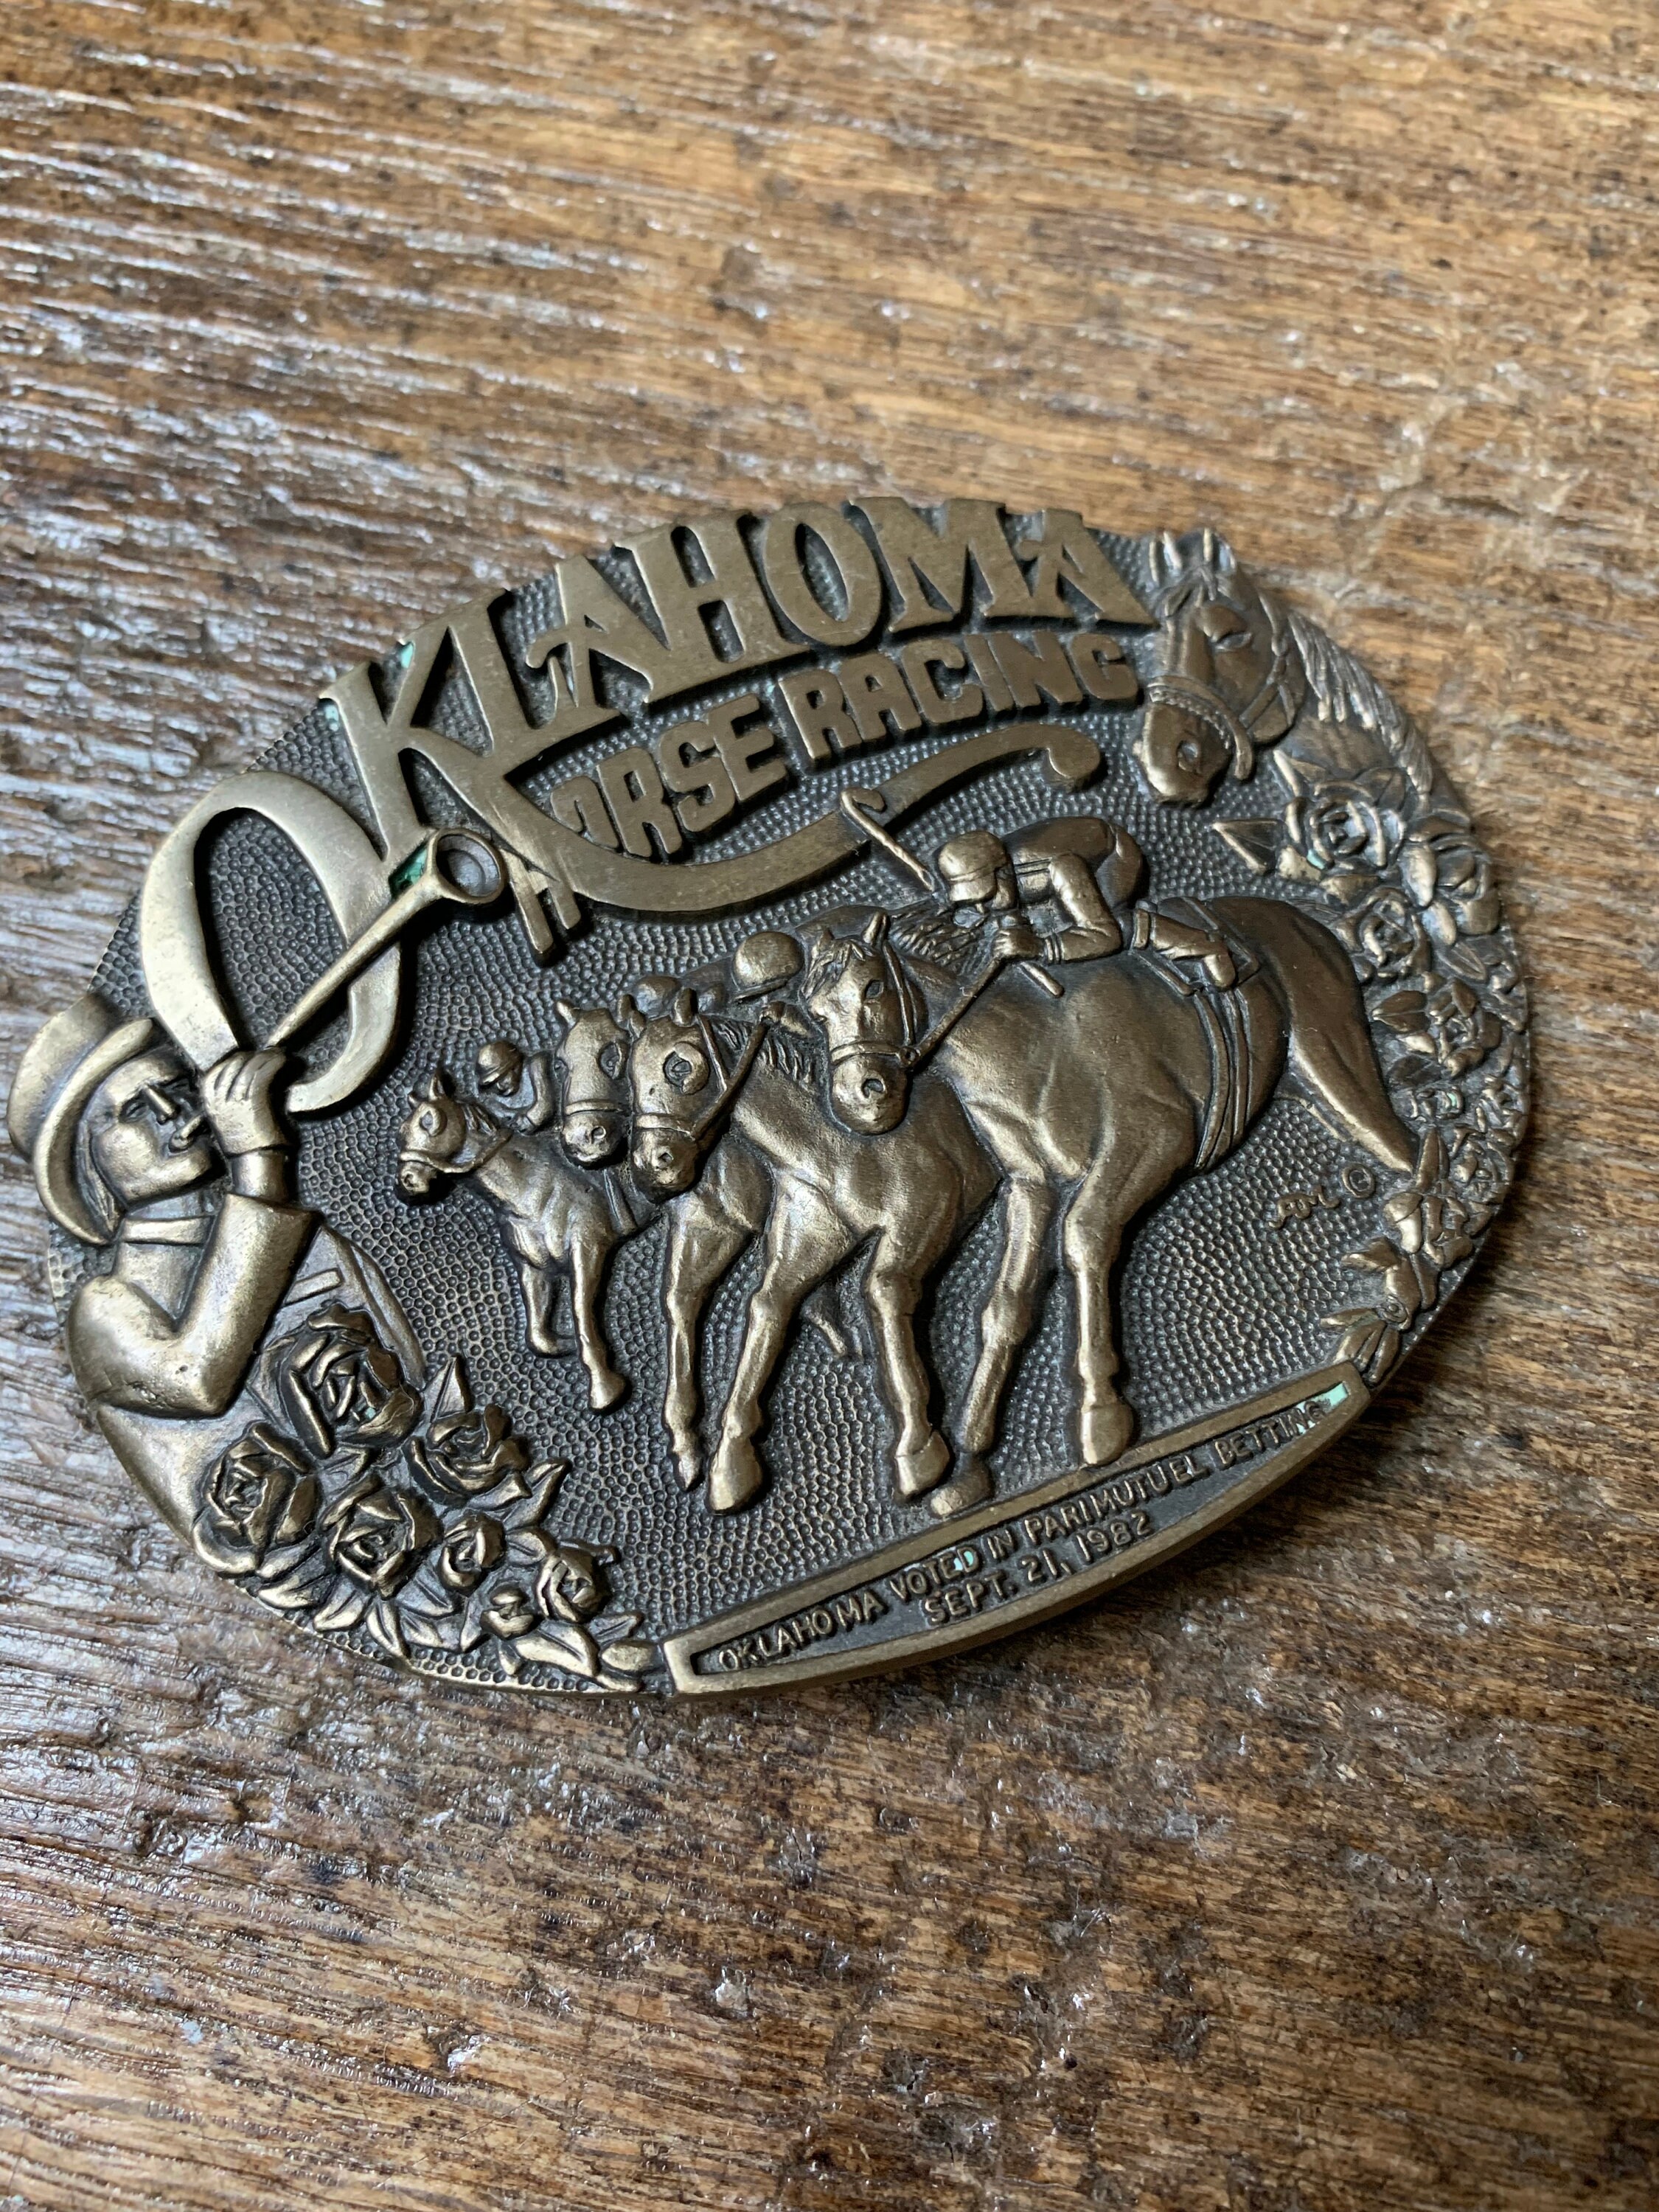 OKLAHOMA
HORSE RACING
©
OKLAHOMA VOTED IN PARIMUTUEL BETTING
SEPT. 21, 1982